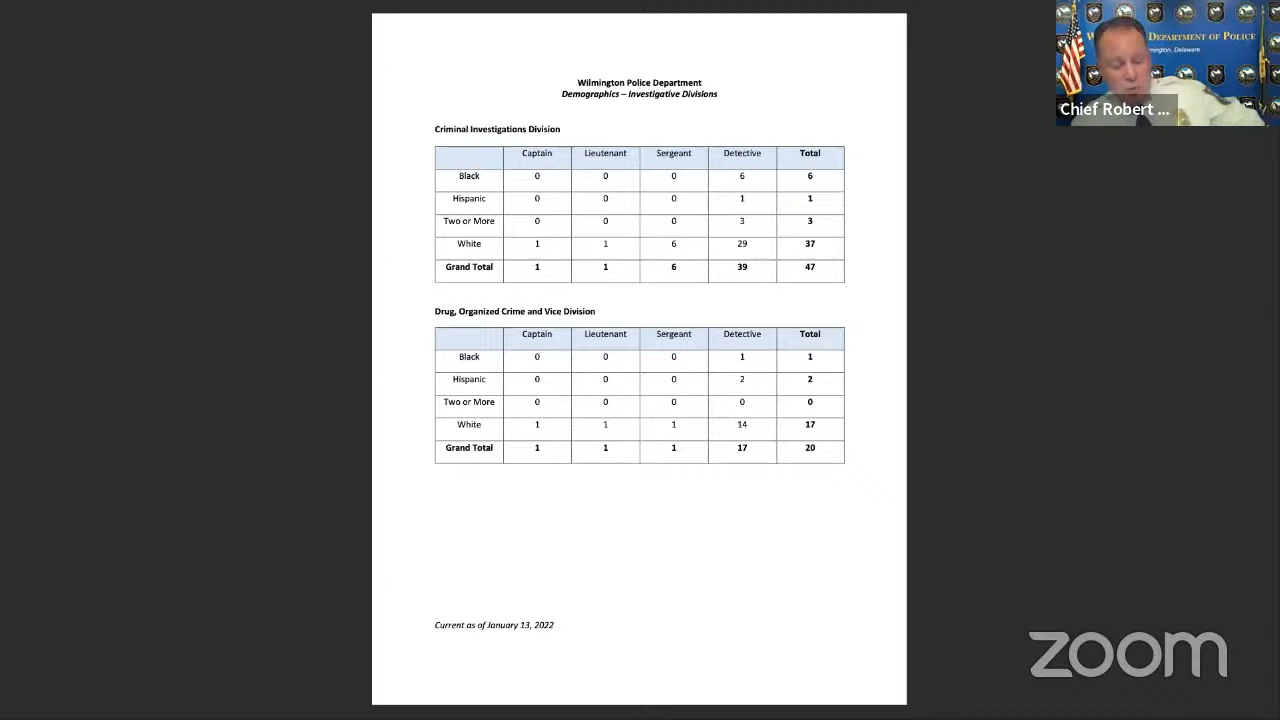 Wilmington Police Department
Demographics – Investigative Divisions
Criminal Investigations Division
Captain Lieutenant Sergeant Detective Total
Black 0 0 0 6 6
Hispanic 0 0 0 1 1
Two or More 0 0 0 3 3
White 1 1 6 29 37
Grand Total 1 1 6 39 47
Drug, Organized Crime and Vice Division
Captain Lieutenant Sergeant Detective Total
Black 0 0 0 1 1
Hispanic 0 0 0 2 2
Two or More 0 0 0 0 0
White 1 1 1 14 17
Grand Total 1 1 1 17 20
Current as of January 13, 2022
DEPARTMENT OF POLICE
Delaware
Chief Robert ...
zoom